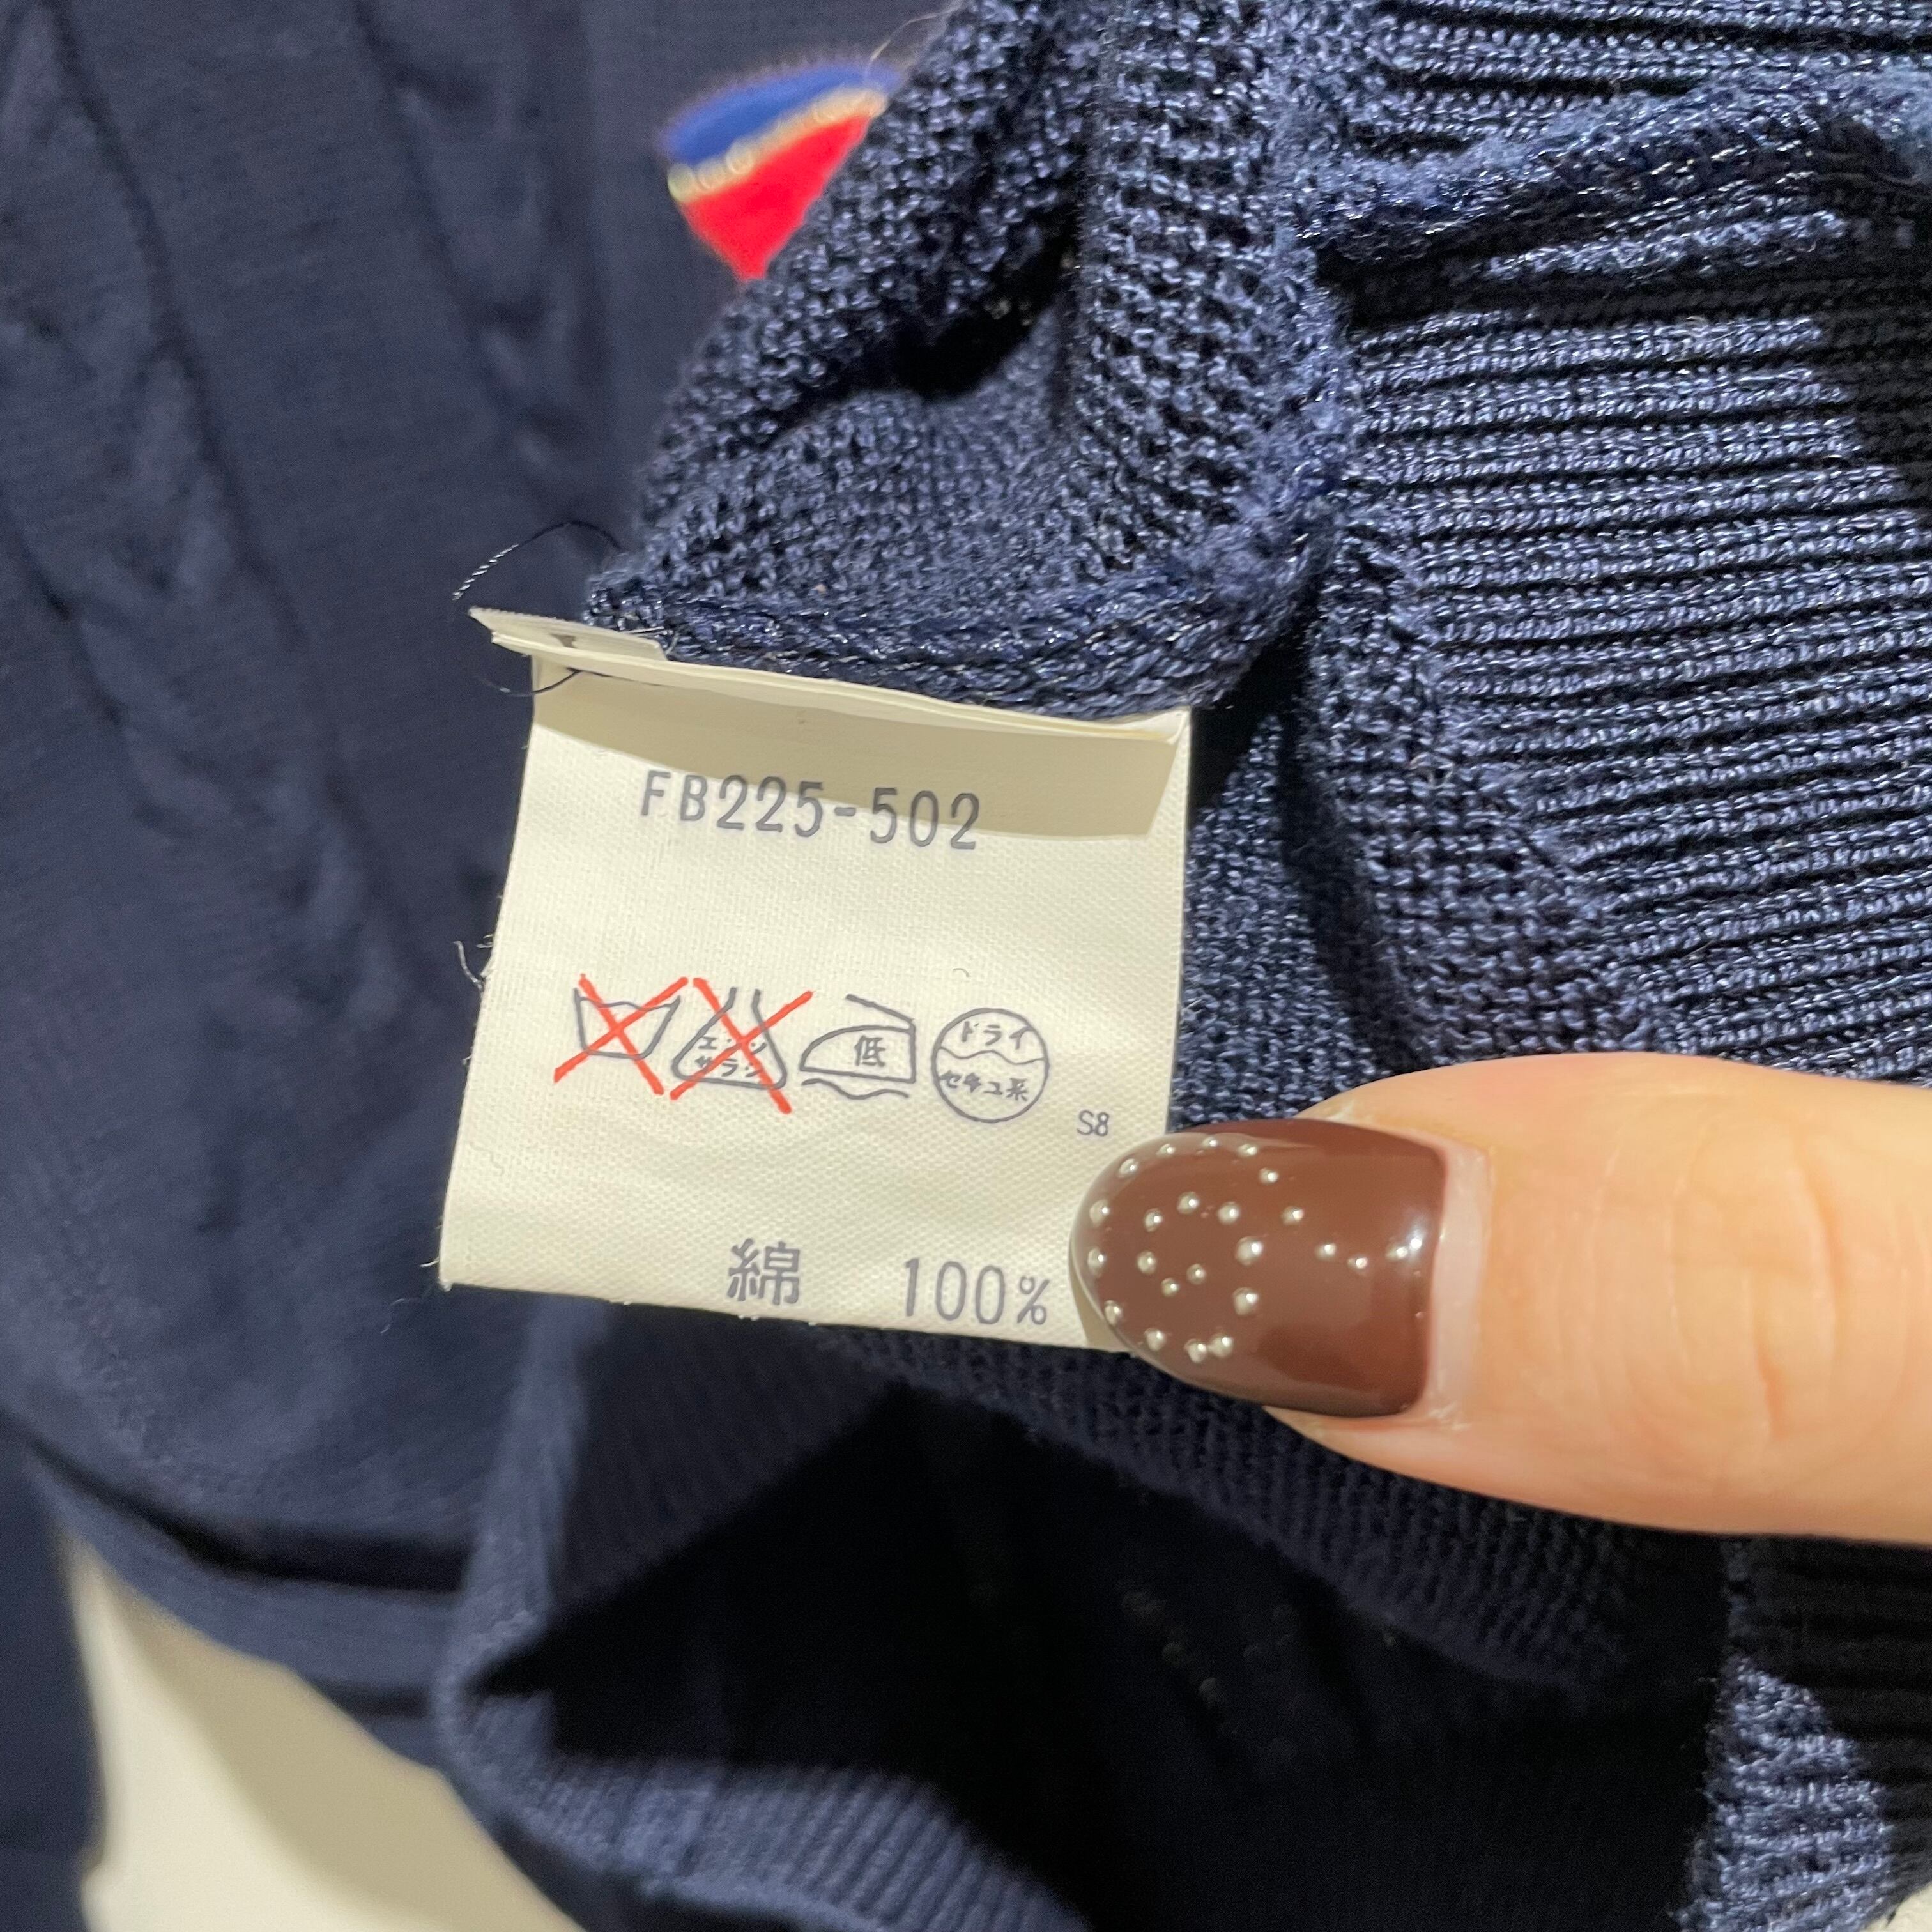 FB225-502
エンソ
サラシ
低
ドライ
セキユ系
S8
綿 100%